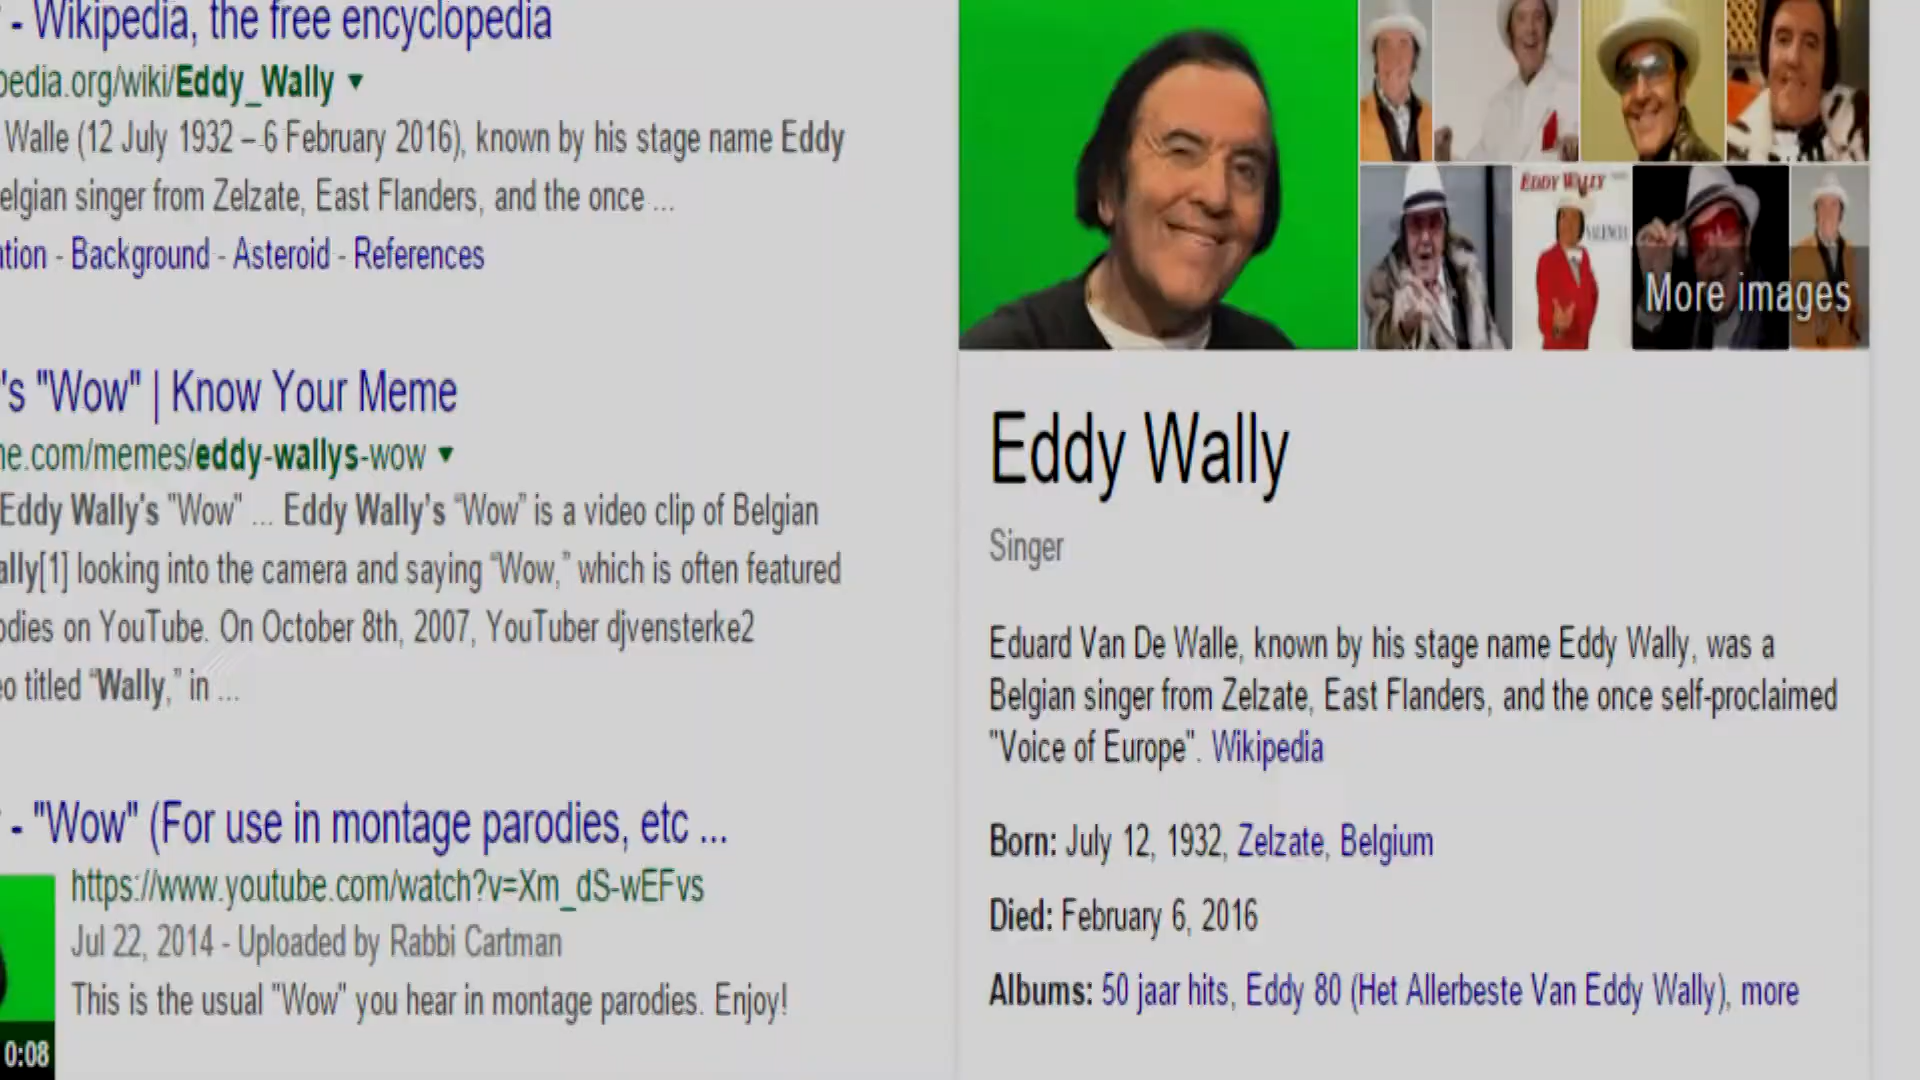 - Wikipedia, the free encyclopedia
pedia.org/wiki/Eddy_Wally
Walle (12 July 1932 – 6 February 2016), known by his stage name Eddy
elgian singer from Zelzate, East Flanders, and the once ...
ation - Background - Asteroid - References
's "Wow" | Know Your Meme
me.com/memes/eddy-wallys-wow
Eddy Wally's "Wow" ... Eddy Wally's “Wow” is a video clip of Belgian
ally[1] looking into the camera and saying “Wow,” which is often featured
odies on YouTube. On October 8th, 2007, YouTuber djvensterke2
eo titled “Wally,” in ...
- "Wow" (For use in montage parodies, etc ...
https://www.youtube.com/watch?v=Xm_dS-wEFvs
Jul 22, 2014 - Uploaded by Rabbi Cartman
This is the usual "Wow" you hear in montage parodies. Enjoy!
0:08
EDDY WALLY
More images
Eddy Wally
Singer
Eduard Van De Walle, known by his stage name Eddy Wally, was a
Belgian singer from Zelzate, East Flanders, and the once self-proclaimed
"Voice of Europe". Wikipedia
Born: July 12, 1932, Zelzate, Belgium
Died: February 6, 2016
Albums: 50 jaar hits, Eddy 80 (Het Allerbeste Van Eddy Wally), more